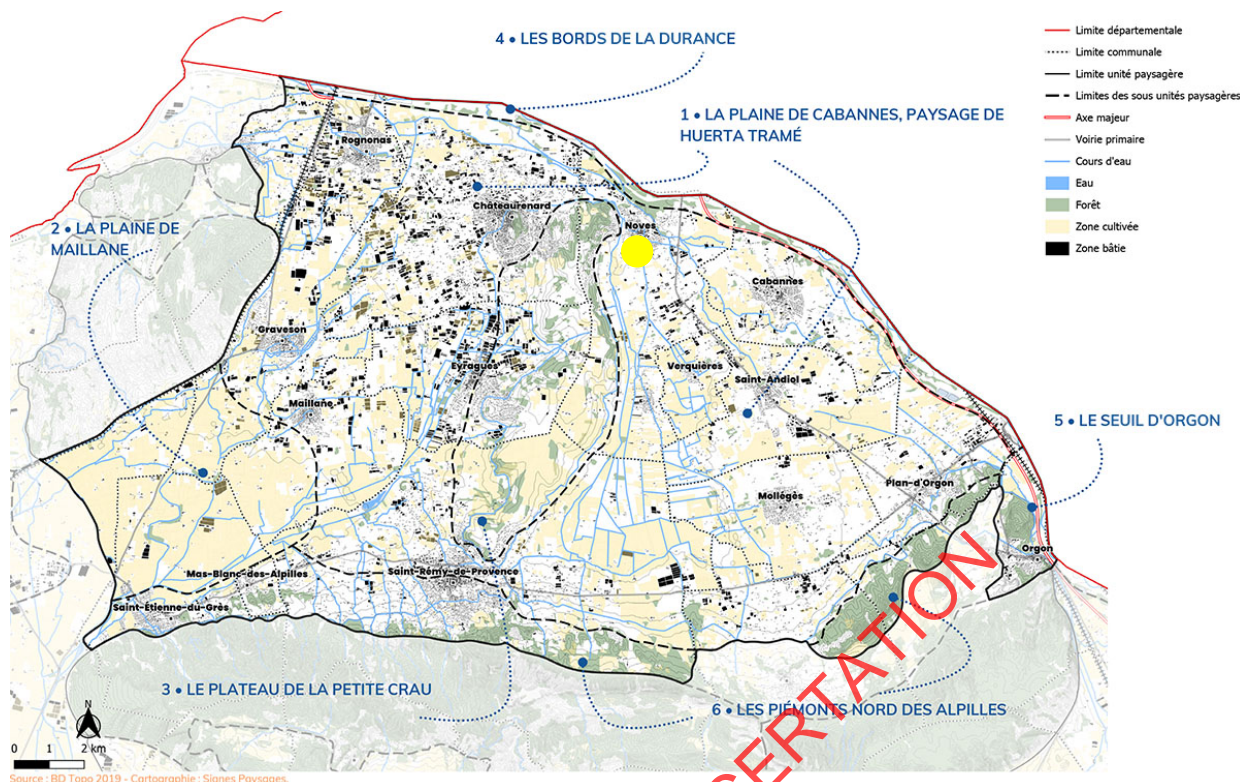 4 • LES BORDS DE LA DURANCE
1 • LA PLAINE DE CABANNES, PAYSAGE DE
HUERTA TRAMÉ
2 • LA PLAINE DE
MAILLANE
Limite départementale
Limite communale
Limite unité paysagère
Limites des sous unités paysagères
Axe majeur
Voirie primaire
Cours d'eau
Eau
Forêt
Zone cultivée
Zone bâtie
Rognonas
Châteaurenard
Noves
Cabannes
Graveson
Eyragues
Verquières
Saint-Andiol
Maillane
5 • LE SEUIL D'ORGON
Plan-d'Orgon
Mollégès
Orgon
Mas-Blanc-des-Alpilles
Saint-Rémy-de-Provence
Saint-Étienne-du-Grès
3 • LE PLATEAU DE LA PETITE CRAU
6 • LES PIÉMONTS NORD DES ALPILLES
N
0 1 2 km
Source : BD Topo 2019 - Cartographie : Signes Paysages.